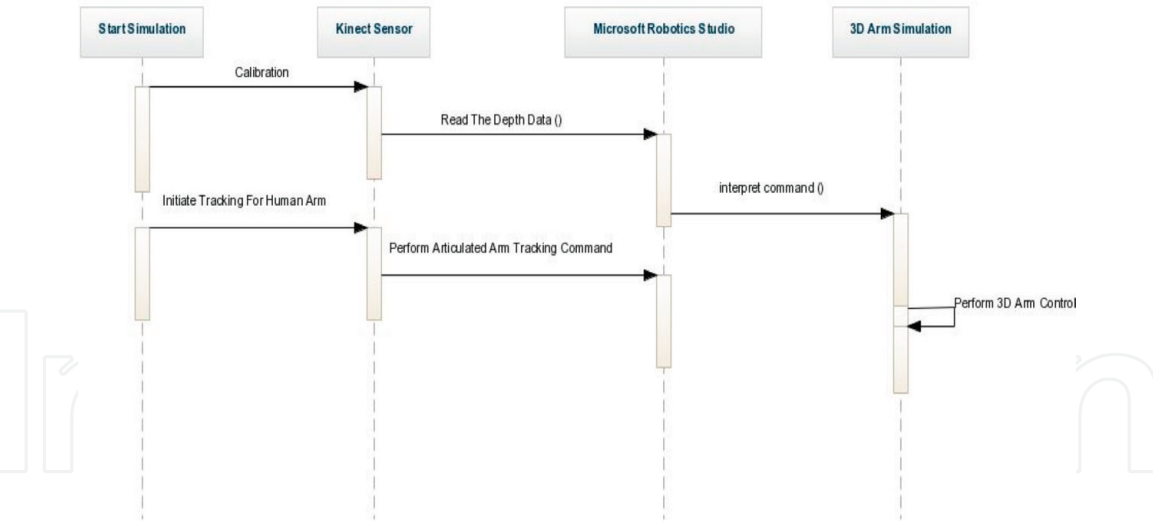 Start Simulation
Kinect Sensor
Microsoft Robotics Studio
3D Arm Simulation
Calibration
Read The Depth Data ()
interpret command ()
Initiate Tracking For Human Arm
Perform Articulated Arm Tracking Command
Perform 3D Arm Control